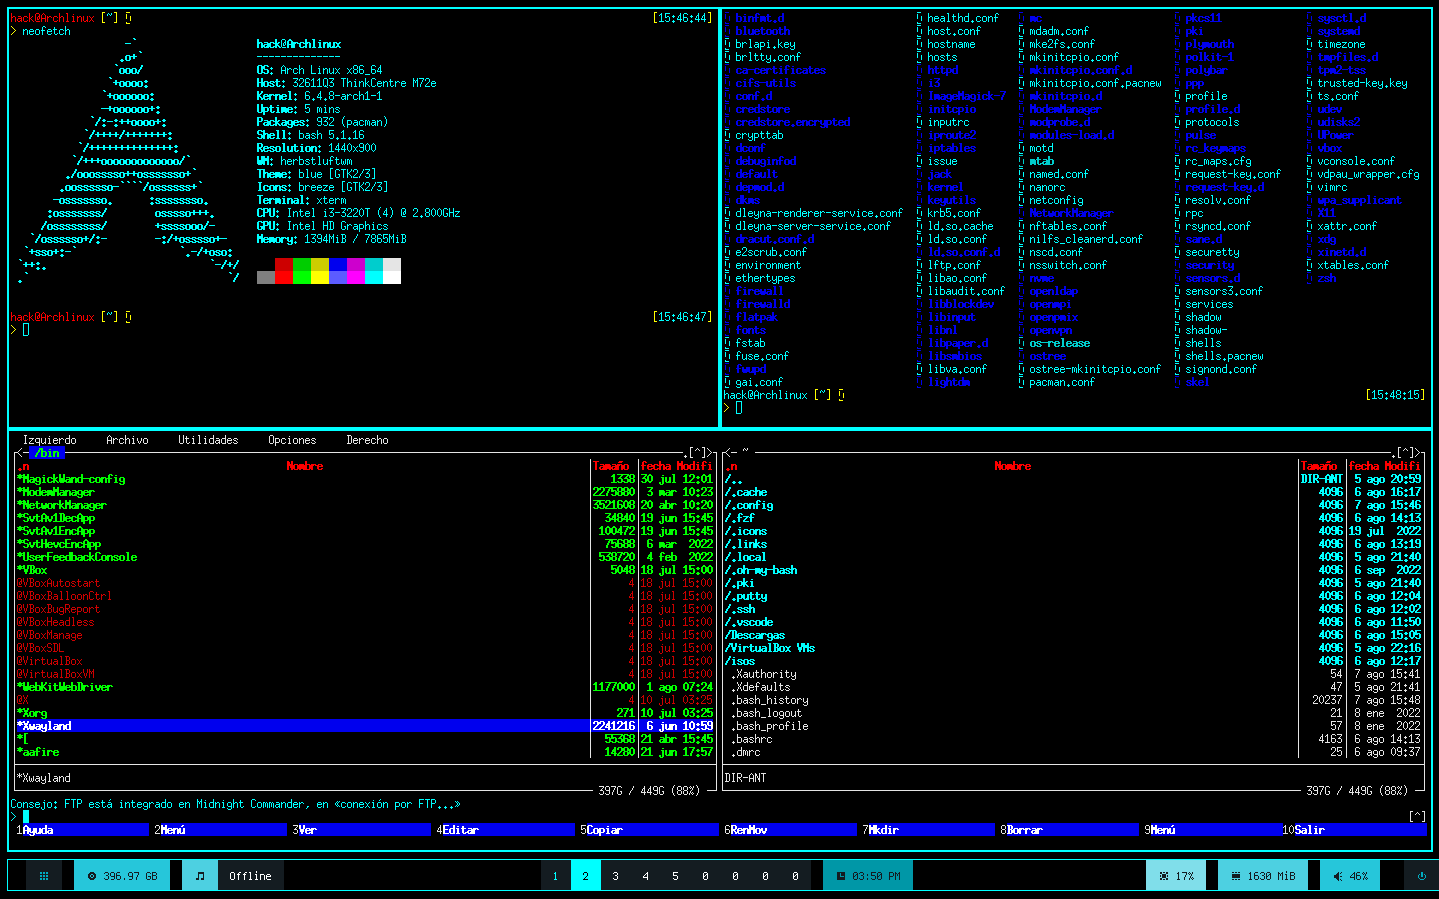 hack@Archlinux [~] [15:46:44]
> neofetch
hack@Archlinux
--------------
OS: Arch Linux x86_64
Host: 3261103 ThinkCentre M72e
Kernel: 6.4.8-arch1-1
Uptime: 5 mins
Packages: 932 (pacman)
Shell: bash 5.1.16
Resolution: 1440x900
WM: herbstluftwm
Theme: blue [GTK2/3]
Icons: breeze [GTK2/3]
Terminal: xterm
CPU: Intel i3-3220T (4) @ 2.800GHz
GPU: Intel HD Graphics
Memory: 1394MiB / 7865MiB
hack@Archlinux [~] [15:46:47]
>
binfmt.d healthd.conf mc pkcs11 sysctl.d
bluetooth host.conf mdadm.conf pki systemd
brlapi.key hostname mke2fs.conf plymouth timezone
brltty.conf hosts mkinitcpio.conf polkit-1 tmpfiles.d
ca-certificates httpd mkinitcpio.conf.d polybar tpm2-tss
cifs-utils i3 mkinitcpio.conf.pacnew ppp trusted-key.key
conf.d ImageMagick-7 mkinitcpio.d profile ts.conf
credstore initcpio ModemManager profile.d udev
credstore.encrypted inputrc modprobe.d protocols udisks2
crypttab iproute2 modules-load.d pulse UPower
dconf iptables motd rc_keymaps vbox
debuginfod issue mtab rc_maps.cfg vconsole.conf
default jack named.conf request-key.conf vdpau_wrapper.cfg
depmod.d kernel nanorc request-key.d vimrc
dkms keyutils netconfig resolv.conf wpa_supplicant
dleyna-renderer-service.conf krb5.conf NetworkManager rpc X11
dleyna-server-service.conf ld.so.cache nftables.conf rsyncd.conf xattr.conf
dracut.conf.d ld.so.conf nilfs_cleanerd.conf sane.d xdg
e2scrub.conf ld.so.conf.d nscd.conf securetty xinetd.d
environment lftp.conf nsswitch.conf security xtables.conf
ethertypes libao.conf nvme sensors.d zsh
firewall libaudit.conf openldap sensors3.conf
firewalld libblockdev openmpi services
flatpak libinput openpmix shadow
fonts libnl openvpn shadow-
fstab libpaper.d os-release shells
fuse.conf libsmbios ostree shells.pacnew
fwupd libva.conf ostree-mkinitcpio.conf signond.conf
gai.conf lightdm pacman.conf skel
hack@Archlinux [~] [15:48:15]
>
Izquierdo Archivo Utilidades Opciones Derecho
/bin .[^]>
.n Nombre Tamaño fecha Modifi
*MagickWand-config 1338 30 jul 12:01
*ModemManager 2275880 3 mar 10:23
*NetworkManager 3521608 20 abr 10:20
*SvtAv1DecApp 34840 19 jun 15:45
*SvtAv1EncApp 100472 19 jun 15:45
*SvtHevcEncApp 75688 6 mar 2022
*UserFeedbackConsole 538720 4 feb 2022
*VBox 5048 18 jul 15:00
@VBoxAutostart 4 18 jul 15:00
@VBoxBalloonCtrl 4 18 jul 15:00
@VBoxBugReport 4 18 jul 15:00
@VBoxHeadless 4 18 jul 15:00
@VBoxManage 4 18 jul 15:00
@VBoxSDL 4 18 jul 15:00
@VirtualBox 4 18 jul 15:00
@VirtualBoxVM 4 18 jul 15:00
*WebKitWebDriver 1177000 1 ago 07:24
@X 4 10 jul 03:25
*Xorg 271 10 jul 03:25
*Xwayland 2241216 6 jun 10:59
*[ 55368 21 abr 15:45
*aafire 14280 21 jun 17:57
*Xwayland
397G / 449G (88%)
<- ~ .[^]>
.n Nombre Tamaño fecha Modifi
/.. DIR-ANT 5 ago 20:59
/.cache 4096 6 ago 16:17
/.config 4096 7 ago 15:46
/.fzf 4096 6 ago 14:13
/.icons 4096 19 jul 2022
/.links 4096 6 ago 13:19
/.local 4096 5 ago 21:40
/.oh-my-bash 4096 6 sep 2022
/.pki 4096 5 ago 21:40
/.putty 4096 6 ago 12:04
/.ssh 4096 6 ago 12:02
/.vscode 4096 6 ago 11:50
/Descargas 4096 6 ago 15:05
/VirtualBox VMs 4096 5 ago 22:16
/isos 4096 6 ago 12:17
.Xauthority 54 7 ago 15:41
.Xdefaults 47 5 ago 21:41
.bash_history 20237 7 ago 15:48
.bash_logout 21 8 ene 2022
.bash_profile 57 8 ene 2022
.bashrc 4163 6 ago 14:13
.dmrc 25 6 ago 09:37
DIR-ANT
397G / 449G (88%)
Consejo: FTP está integrado en Midnight Commander, en «conexión por FTP...»
> [^]
1Ayuda 2Menú 3Ver 4Editar 5Copiar 6RenMov 7Mkdir 8Borrar 9Menú 10Salir
396.97 GB Offline 1 2 3 4 5 0 0 0 0 03:50 PM 17% 1630 MiB 46%